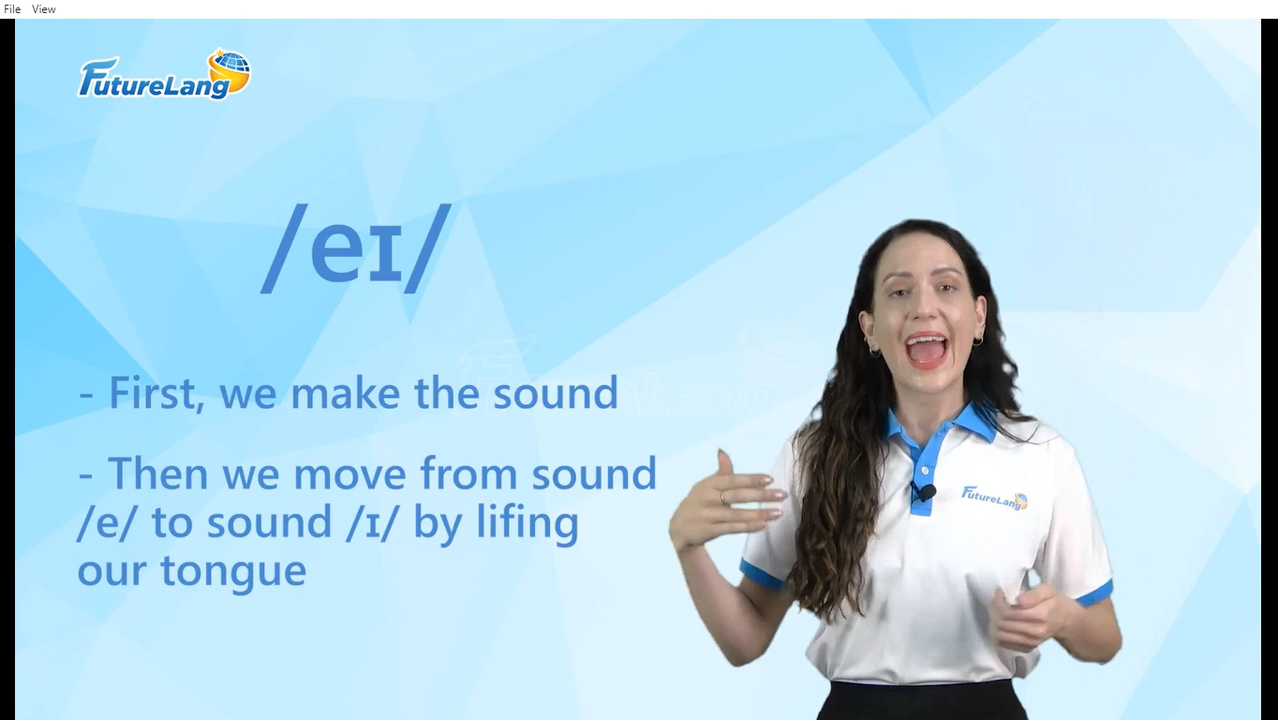 File View
FutureLang
/eɪ/
- First, we make the sound
- Then we move from sound
/e/ to sound /ɪ/ by lifing
our tongue
FutureLang